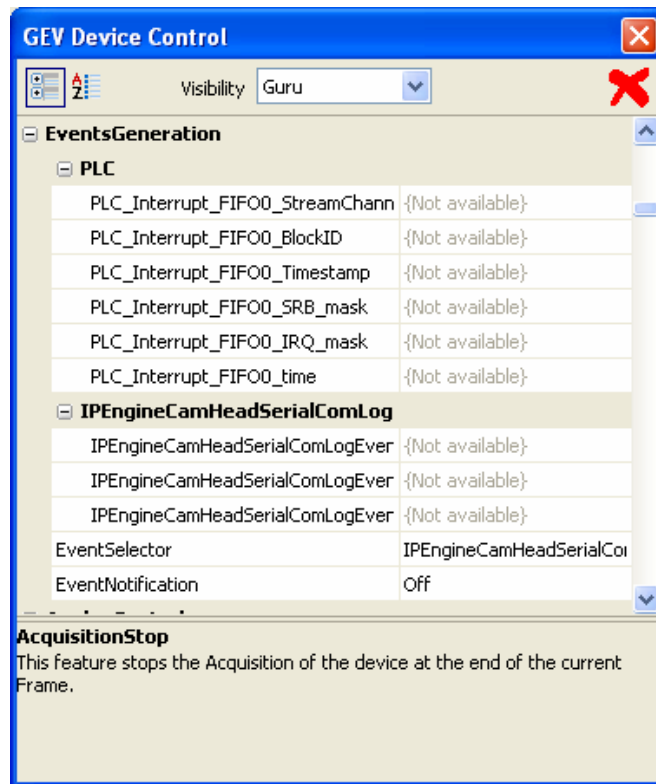 GEV Device Control
Visibility Guru
EventsGeneration
PLC
PLC_Interrupt_FIFO0_StreamChann {Not available}
PLC_Interrupt_FIFO0_BlockID {Not available}
PLC_Interrupt_FIFO0_Timestamp {Not available}
PLC_Interrupt_FIFO0_SRB_mask {Not available}
PLC_Interrupt_FIFO0_IRQ_mask {Not available}
PLC_Interrupt_FIFO0_time {Not available}
IPEngineCamHeadSerialComLog
IPEngineCamHeadSerialComLogEver {Not available}
IPEngineCamHeadSerialComLogEver {Not available}
IPEngineCamHeadSerialComLogEver {Not available}
EventSelector IPEngineCamHeadSerialCo
EventNotification Off
AcquisitionStop
This feature stops the Acquisition of the device at the end of the current
Frame.